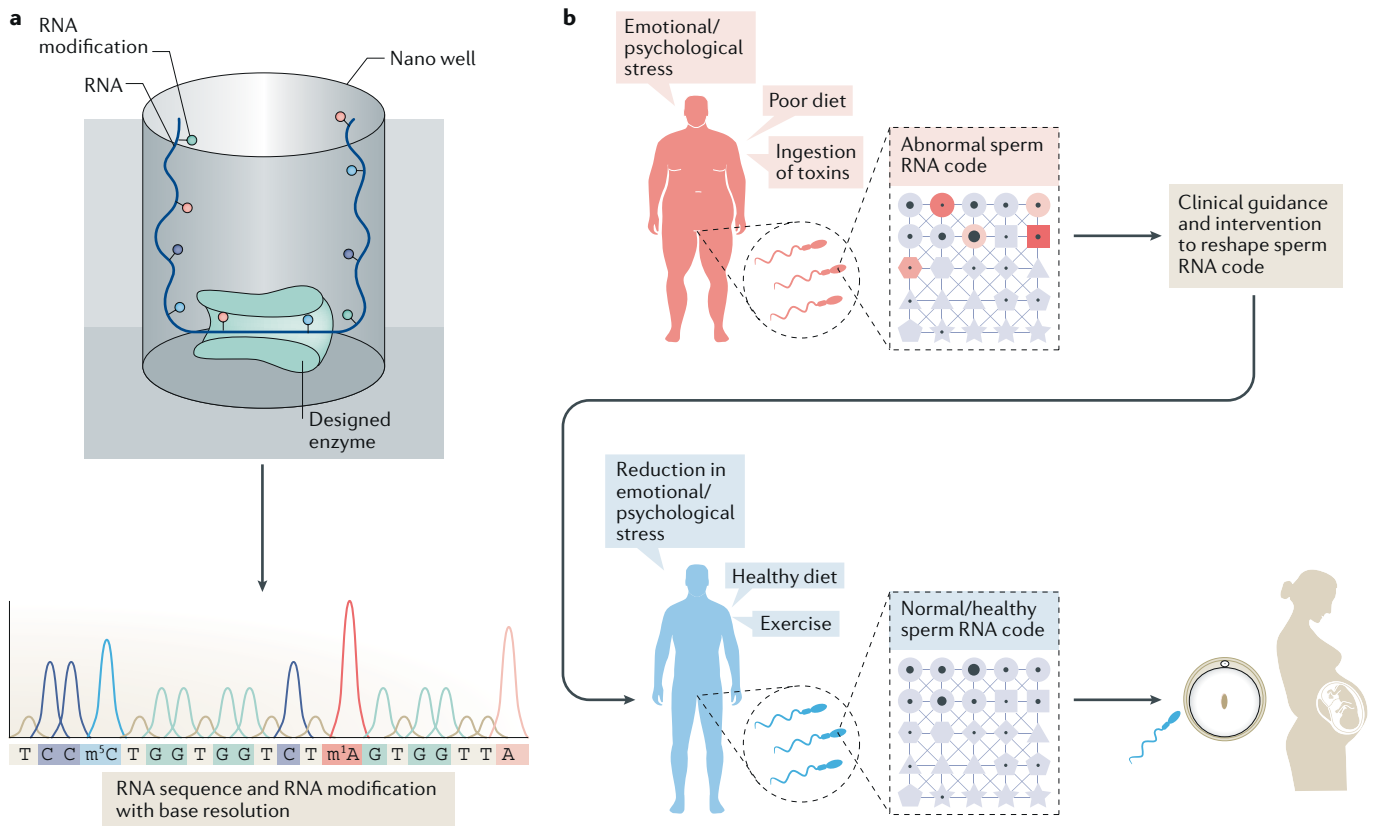 a
RNA
modification
RNA
Nano well
Designed
enzyme
T C C m⁵C T G G T G G T C T m¹A G T G G T T A
RNA sequence and RNA modification
with base resolution
b
Emotional/
psychological
stress
Poor diet
Ingestion
of toxins
Abnormal sperm
RNA code
Clinical guidance
and intervention
to reshape sperm
RNA code
Reduction in
emotional/
psychological
stress
Healthy diet
Exercise
Normal/healthy
sperm RNA code